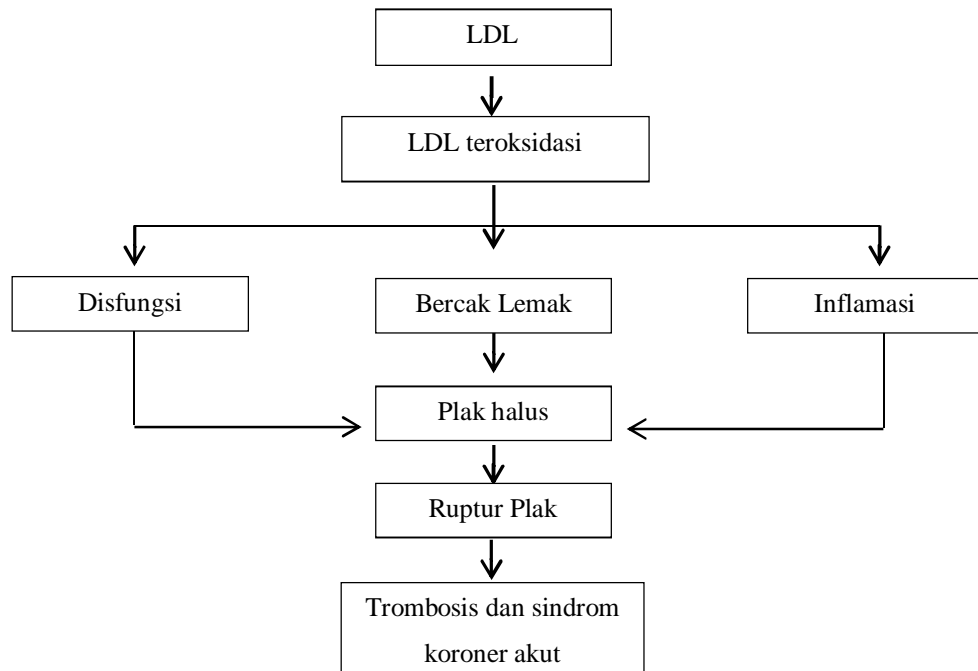 LDL
LDL teroksidasi
Disfungsi
Bercak Lemak
Inflamasi
Plak halus
Ruptur Plak
Trombosis dan sindrom
koroner akut